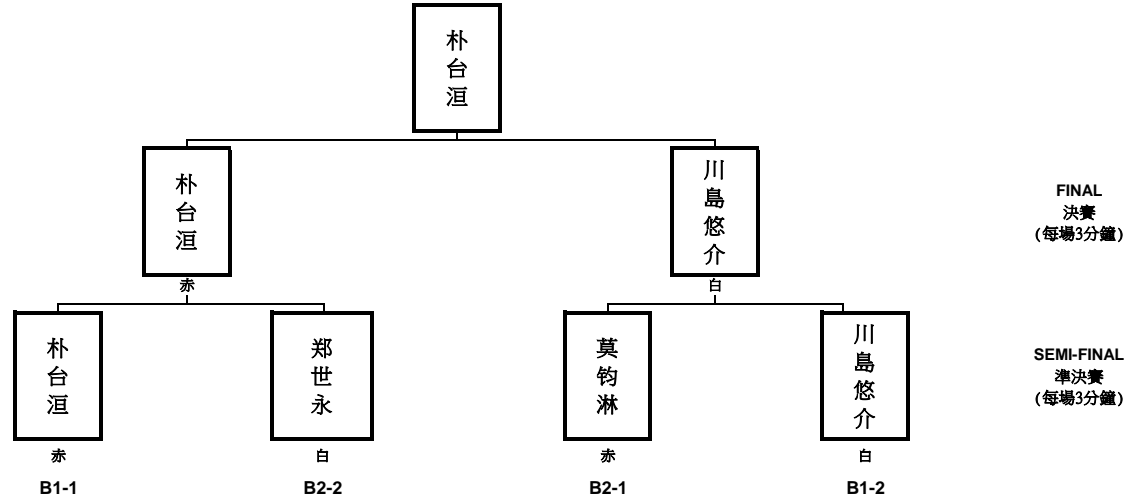 朴台洹
朴台洹
川島悠介
FINAL
決賽
(每場3分鐘)
赤
白
朴台洹
郑世永
莫钧淋
川島悠介
SEMI-FINAL
準決賽
(每場3分鐘)
赤
白
赤
白
B1-1
B2-2
B2-1
B1-2